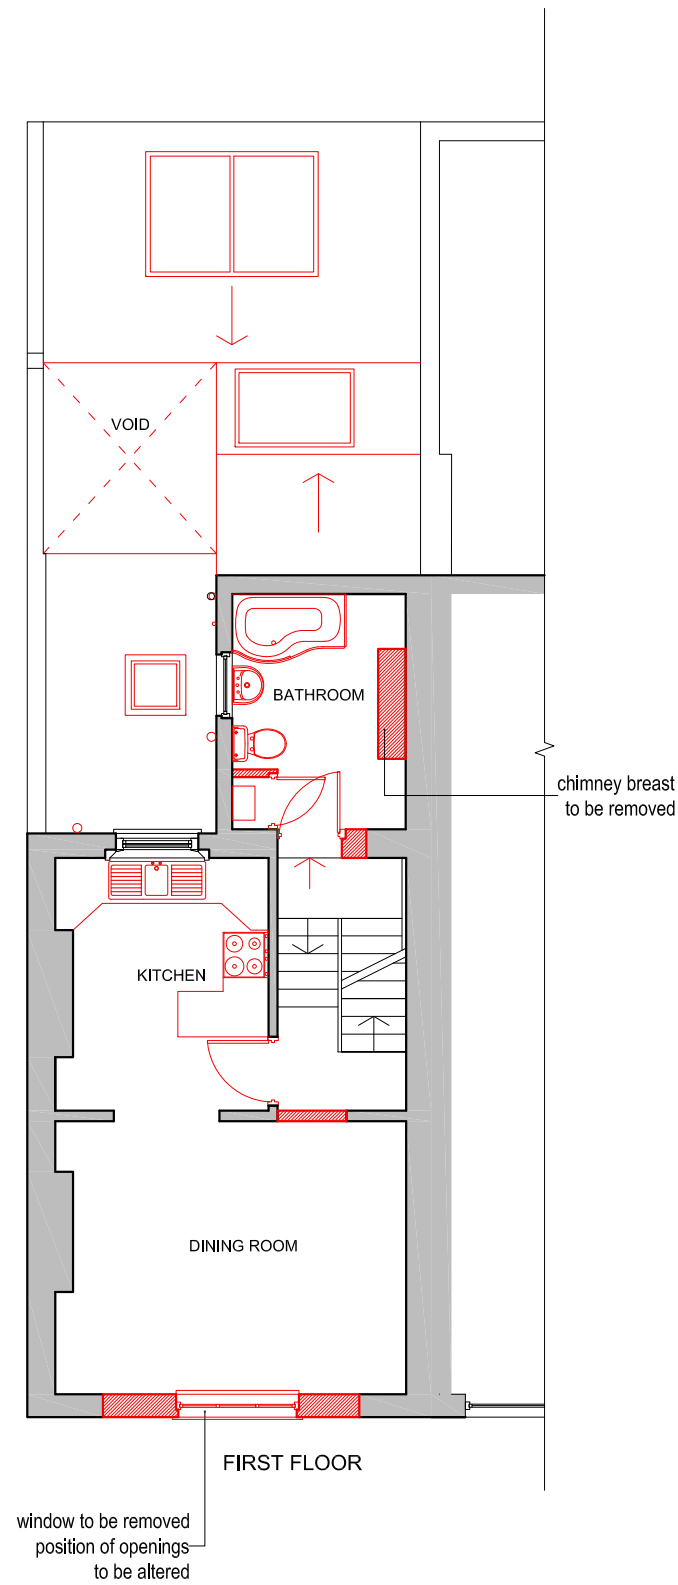 VOID
BATHROOM
chimney breast
to be removed
KITCHEN
DINING ROOM
FIRST FLOOR
window to be removed
position of openings
to be altered